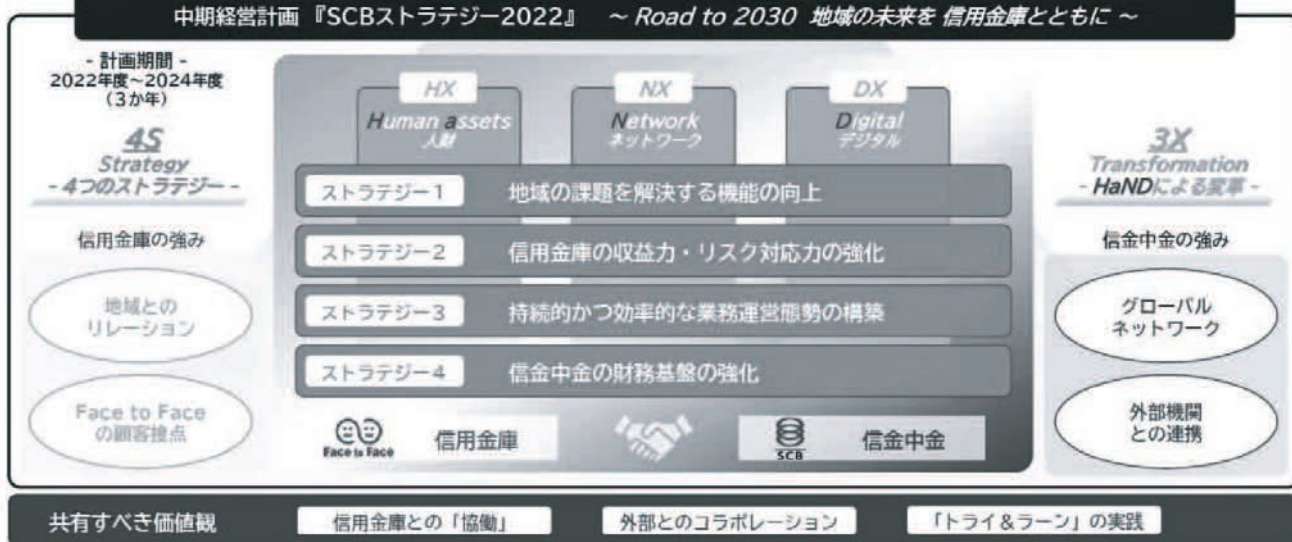 中期経営計画『SCBストラテジー2022』 ～ Road to 2030 地域の未来を 信用金庫とともに ～
- 計画期間 -
2022年度～2024年度
（3か年）
4S
Strategy
- 4つのストラテジー -
信用金庫の強み
地域との
リレーション
Face to Face
の顧客接点
HX
Human assets
人財
NX
Network
ネットワーク
DX
Digital
デジタル
ストラテジー1 地域の課題を解決する機能の向上
ストラテジー2 信用金庫の収益力・リスク対応力の強化
ストラテジー3 持続的かつ効率的な業務運営態勢の構築
ストラテジー4 信金中金の財務基盤の強化
Face to Face 信用金庫
SCB 信金中金
3X
Transformation
- HaNDによる変革 -
信金中金の強み
グローバル
ネットワーク
外部機関
との連携
共有すべき価値観 信用金庫との「協働」 外部とのコラボレーション 「トライ＆ラーン」の実践